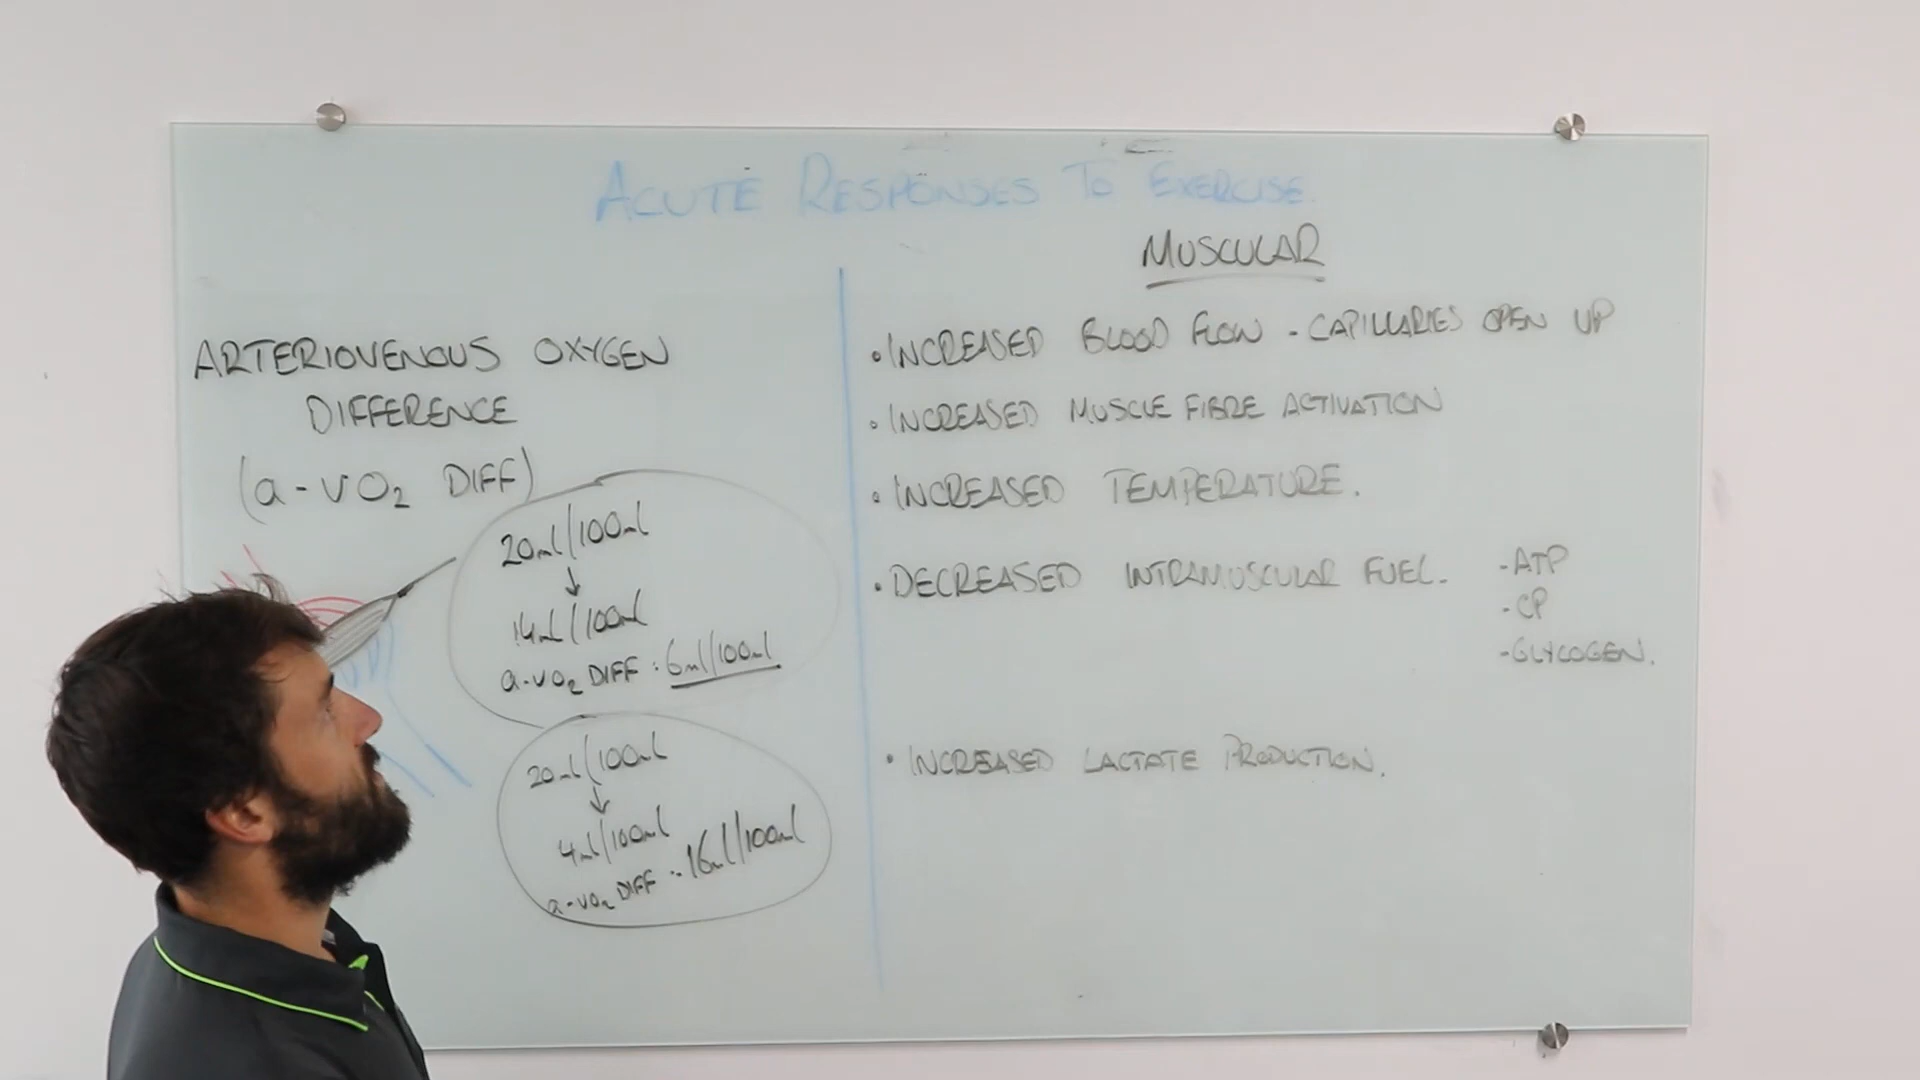 ACUTE RESPONSES TO EXERCISE.
ARTERIOVENOUS OXYGEN
DIFFERENCE
(a-vO₂ DIFF)
20ml/100ml
↓
14ml/100ml
a-vO₂ DIFF : 6ml/100ml
20ml/100ml
↓
4ml/100ml
a-vO₂ DIFF : 16ml/100ml
MUSCULAR
• INCREASED BLOOD FLOW - CAPILLARIES OPEN UP
• INCREASED MUSCLE FIBRE ACTIVATION
• INCREASED TEMPERATURE.
• DECREASED INTRAMUSCULAR FUEL. - ATP
- CP
- GLYCOGEN.
• INCREASED LACTATE PRODUCTION.